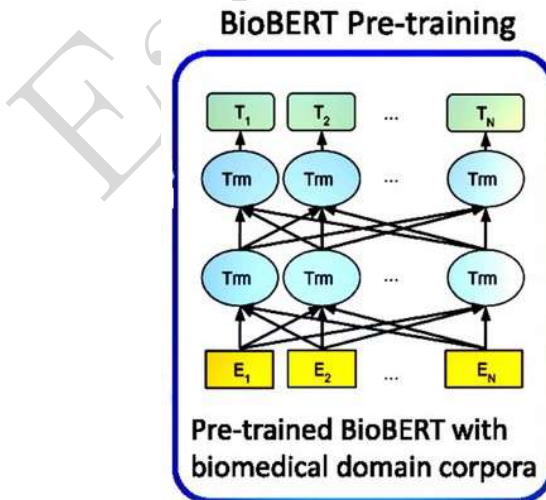 BioBERT Pre-training
T1 T2 ... TN
Trm Trm ... Trm
Trm Trm ... Trm
E1 E2 ... EN
Pre-trained BioBERT with
biomedical domain corpora